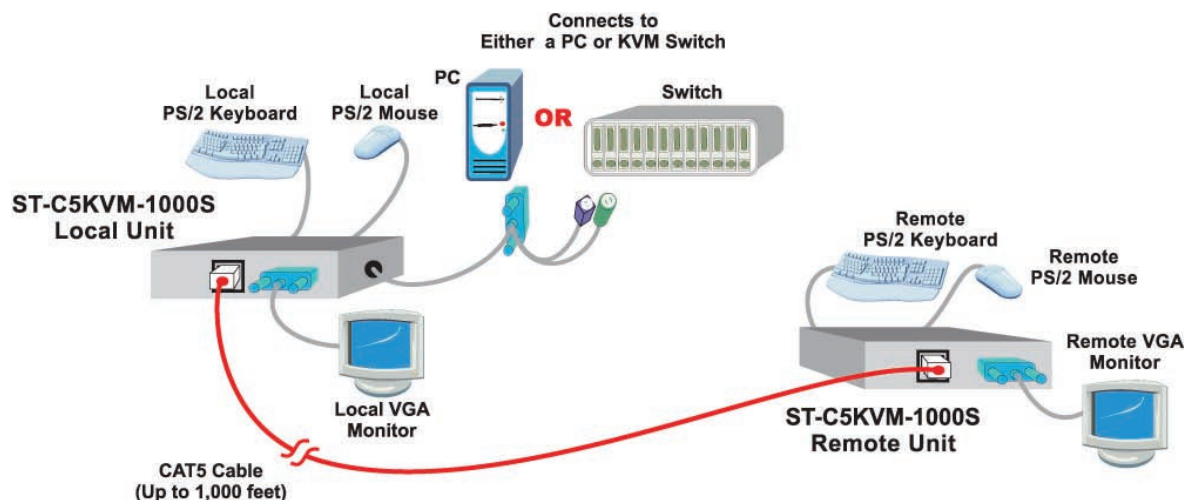 Connects to
Either a PC or KVM Switch
PC
OR
Switch
Local
PS/2 Keyboard
Local
PS/2 Mouse
ST-C5KVM-1000S
Local Unit
Local VGA
Monitor
CAT5 Cable
(Up to 1,000 feet)
Remote
PS/2 Keyboard
Remote
PS/2 Mouse
Remote VGA
Monitor
ST-C5KVM-1000S
Remote Unit